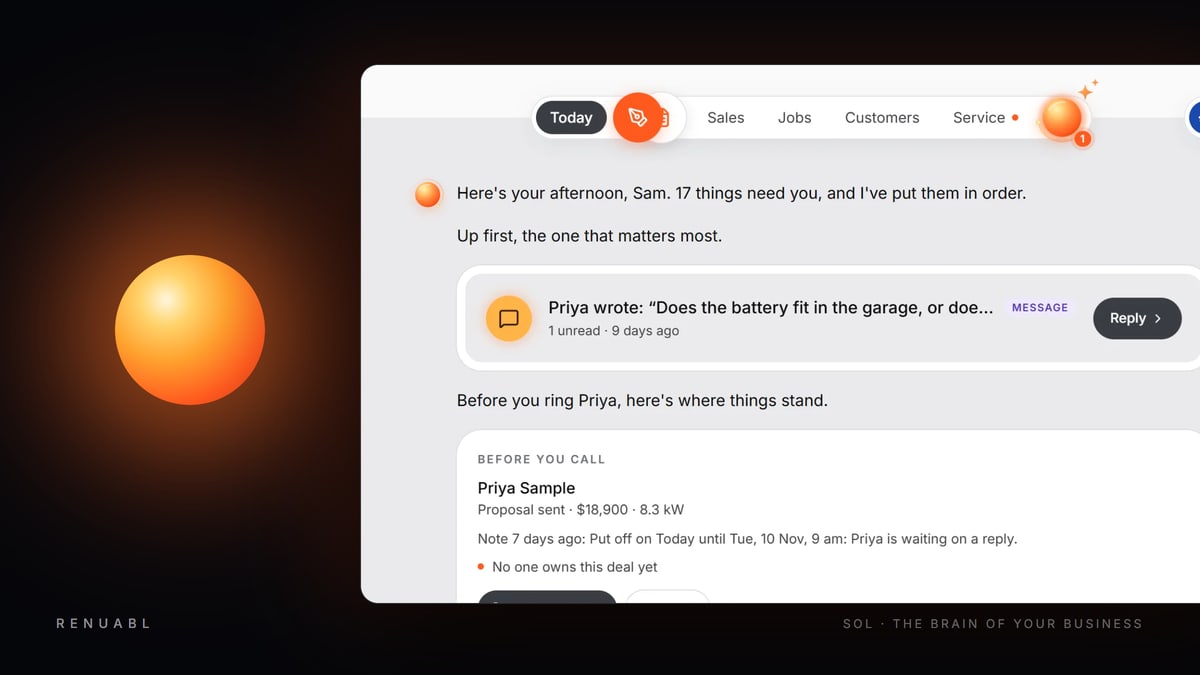 Today
Sales
Jobs
Customers
Service
1
Here's your afternoon, Sam. 17 things need you, and I've put them in order.
Up first, the one that matters most.
Priya wrote: “Does the battery fit in the garage, or doe...
MESSAGE
1 unread · 9 days ago
Reply
Before you ring Priya, here's where things stand.
BEFORE YOU CALL
Priya Sample
Proposal sent · $18,900 · 8.3 kW
Note 7 days ago: Put off on Today until Tue, 10 Nov, 9 am: Priya is waiting on a reply.
No one owns this deal yet
RENUABL
SOL · THE BRAIN OF YOUR BUSINESS